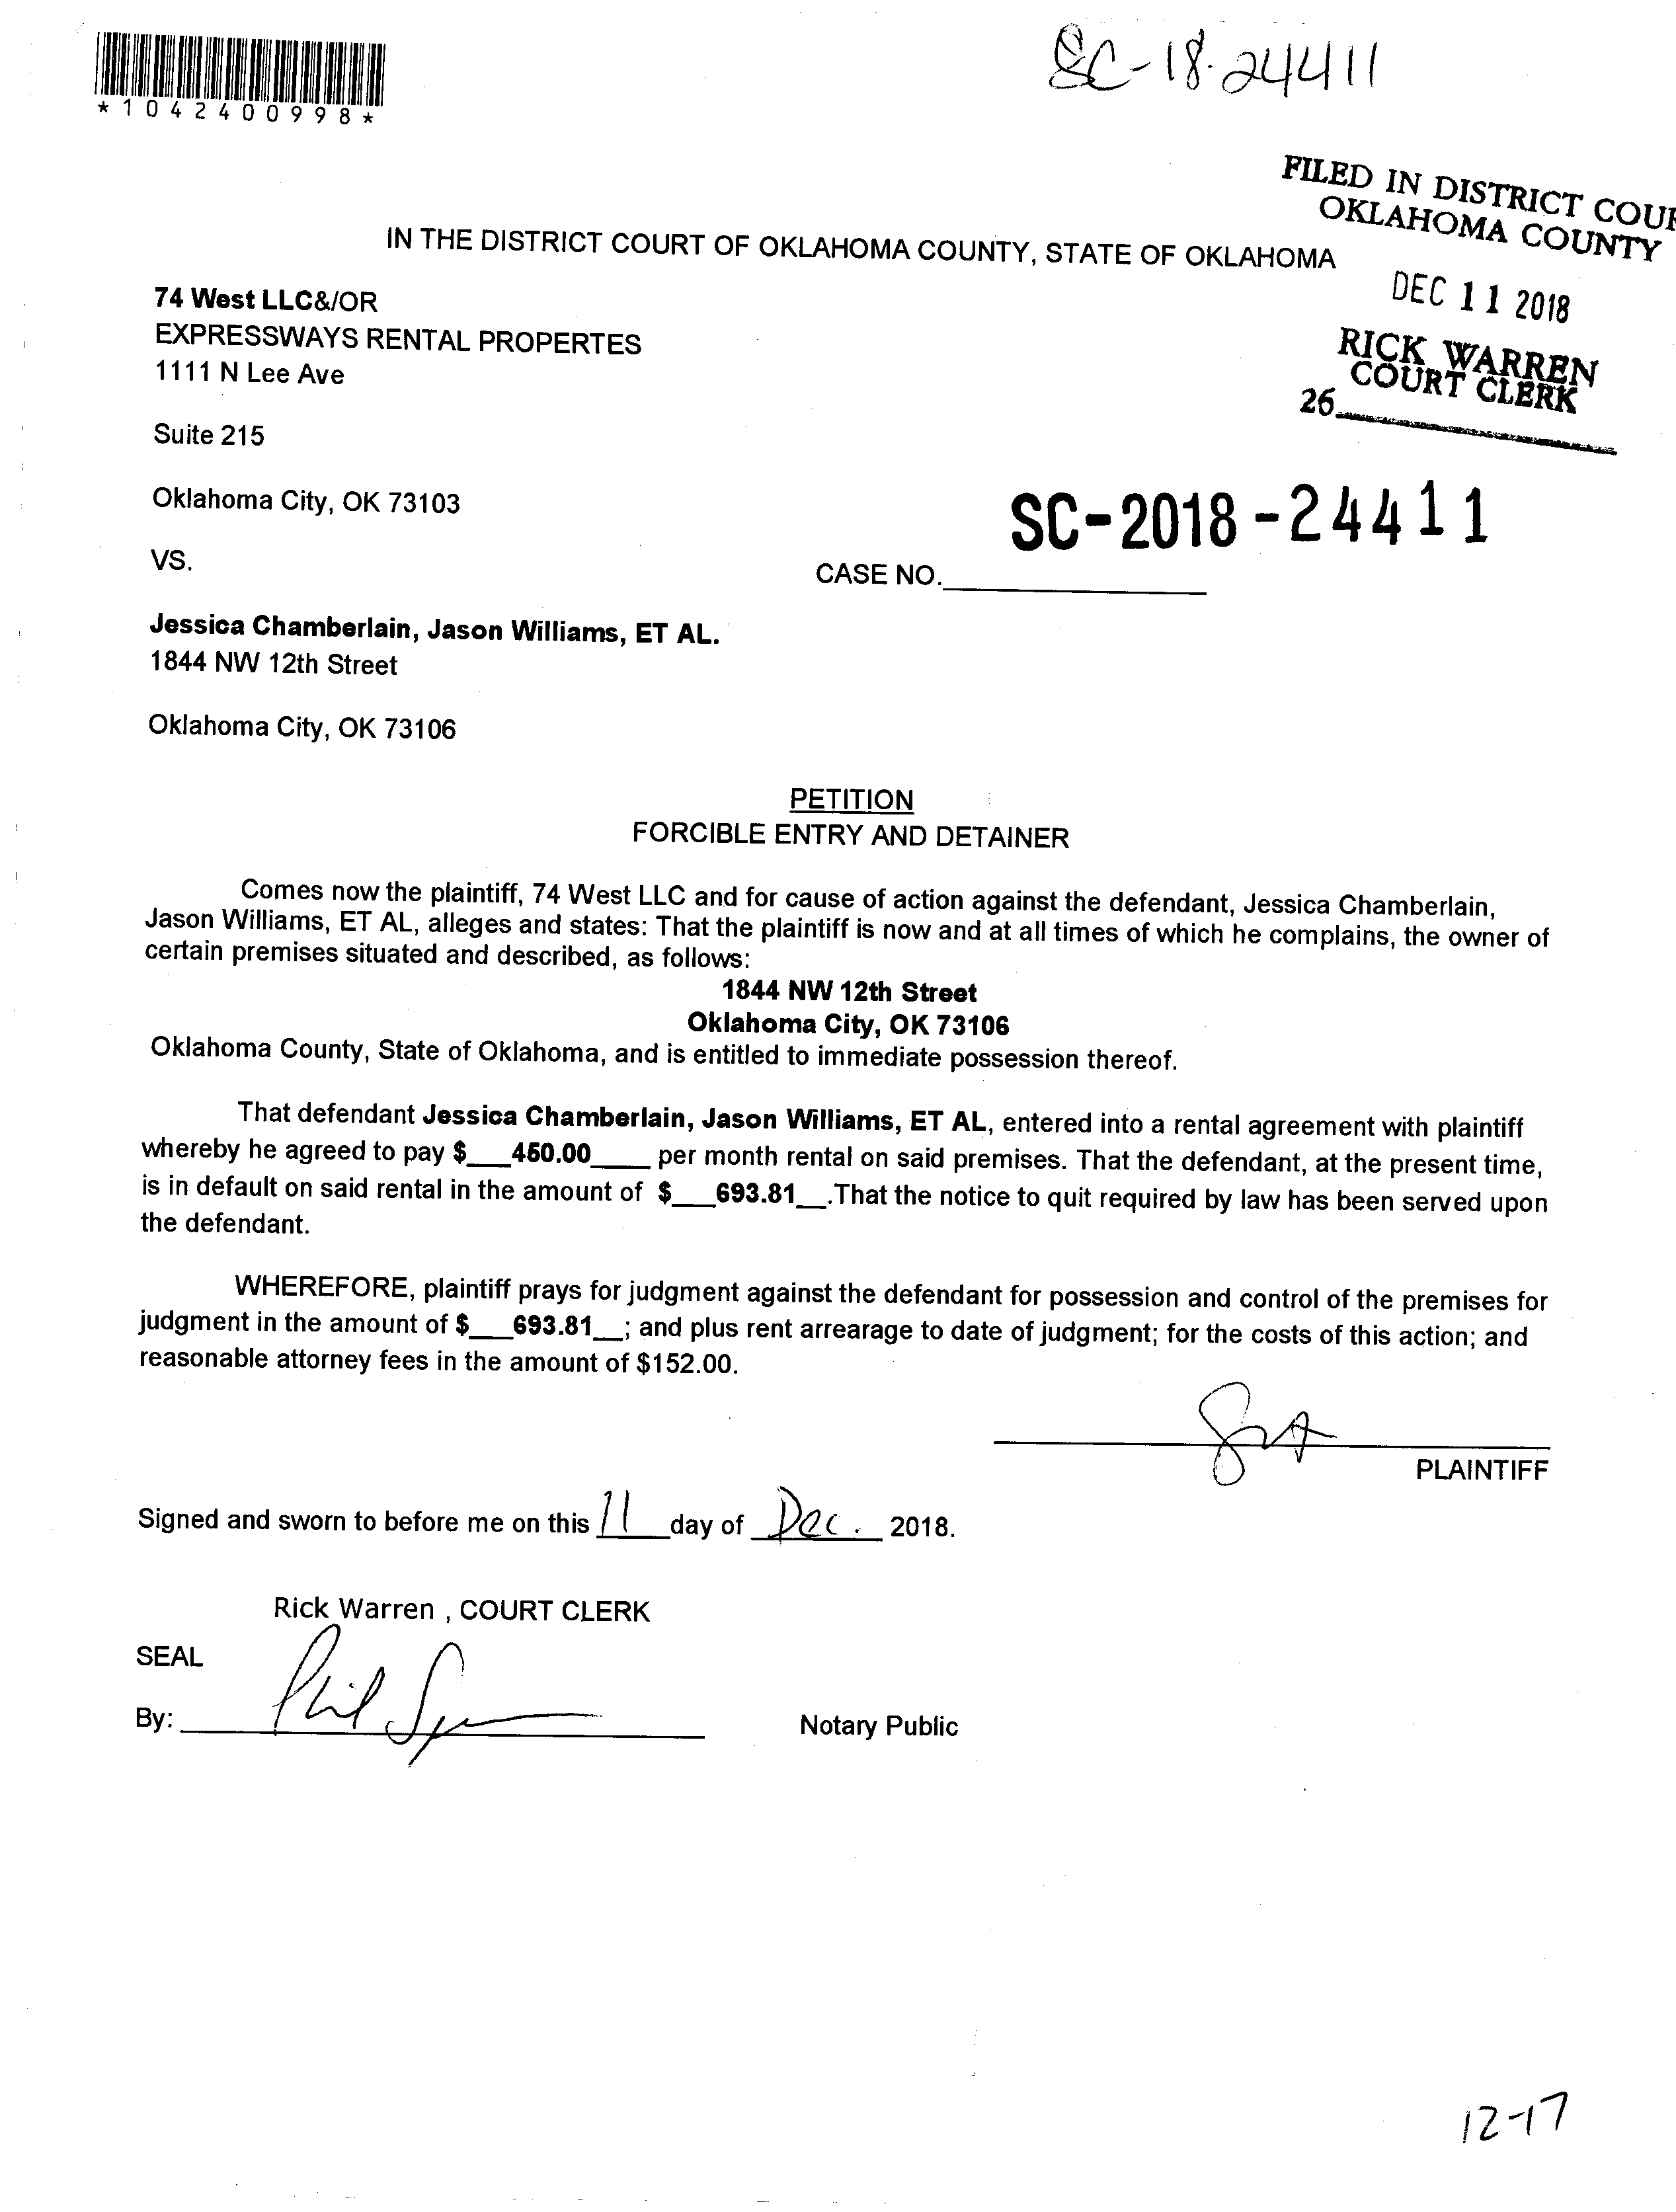 SC-18-24411
*1042400998*
FILED IN DISTRICT COUR
OKLAHOMA COUNTY
IN THE DISTRICT COURT OF OKLAHOMA COUNTY, STATE OF OKLAHOMA
DEC 11 2018
RICK WARREN
COURT CLERK
26
74 West LLC&/OR
EXPRESSWAYS RENTAL PROPERTES
1111 N Lee Ave
Suite 215
Oklahoma City, OK 73103
SC-2018-24411
VS.
CASE NO.
Jessica Chamberlain, Jason Williams, ET AL.
1844 NW 12th Street
Oklahoma City, OK 73106
PETITION
FORCIBLE ENTRY AND DETAINER
Comes now the plaintiff, 74 West LLC and for cause of action against the defendant, Jessica Chamberlain,
Jason Williams, ET AL, alleges and states: That the plaintiff is now and at all times of which he complains, the owner of
certain premises situated and described, as follows:
1844 NW 12th Street
Oklahoma City, OK 73106
Oklahoma County, State of Oklahoma, and is entitled to immediate possession thereof.
That defendant Jessica Chamberlain, Jason Williams, ET AL, entered into a rental agreement with plaintiff
whereby he agreed to pay $___450.00____ per month rental on said premises. That the defendant, at the present time,
is in default on said rental in the amount of $___693.81__.That the notice to quit required by law has been served upon
the defendant.
WHEREFORE, plaintiff prays for judgment against the defendant for possession and control of the premises for
judgment in the amount of $___693.81__; and plus rent arrearage to date of judgment; for the costs of this action; and
reasonable attorney fees in the amount of $152.00.
PLAINTIFF
Signed and sworn to before me on this 11 day of Dec. 2018.
Rick Warren , COURT CLERK
SEAL
By: Phil
Notary Public
12-17